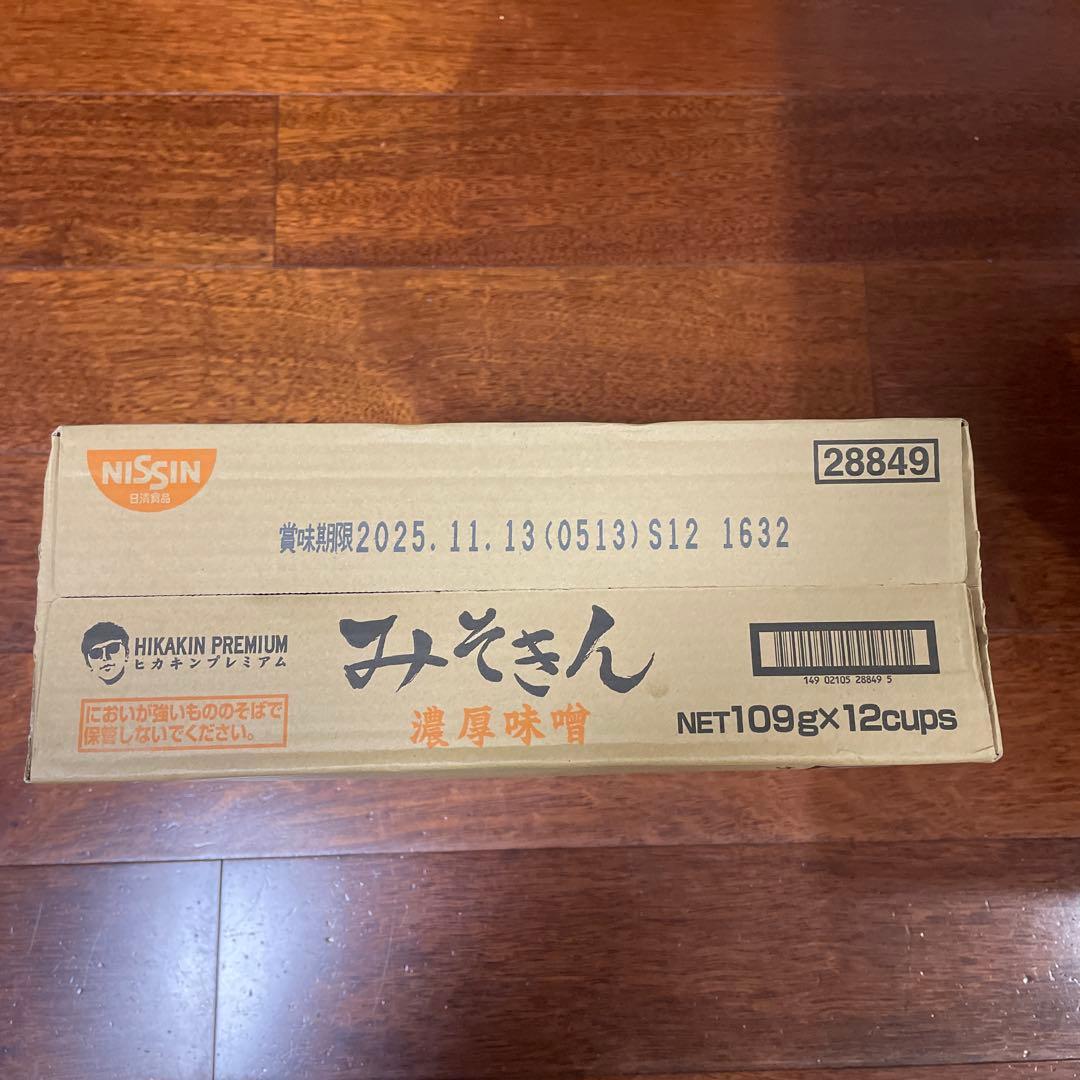 NISSIN
日清食品
28849
賞味期限2025.11.13(0513)S12 1632
HIKAKIN PREMIUM
ヒカキンプレミアム
みそきん
濃厚味噌
においが強いもののそばで
保管しないでください。
149 02105 28849 5
NET109g×12cups